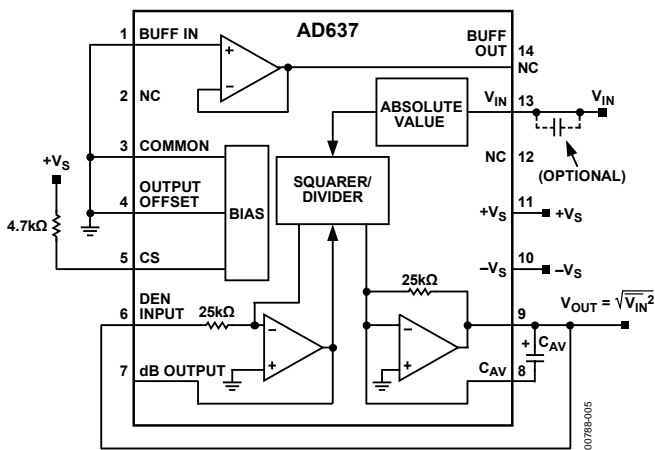 AD637
1 BUFF IN
BUFF
OUT 14
NC
2 NC
ABSOLUTE
VALUE
VIN 13
VIN
3 COMMON
+VS
NC 12
(OPTIONAL)
SQUARER/
DIVIDER
4 OUTPUT
OFFSET
BIAS
11
+VS +VS
4.7kΩ
5 CS
10
–VS –VS
25kΩ
6 DEN
INPUT
25kΩ
9
VOUT = √VIN²
+ CAV
7 dB OUTPUT
CAV 8
00788-005